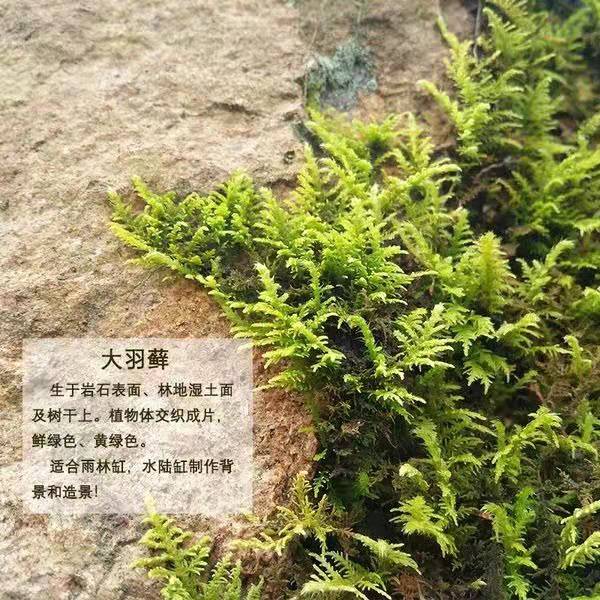 大羽藓
生于岩石表面、林地湿土面
及树干上。植物体交织成片，
鲜绿色、黄绿色。
适合雨林缸，水陆缸制作背
景和造景！